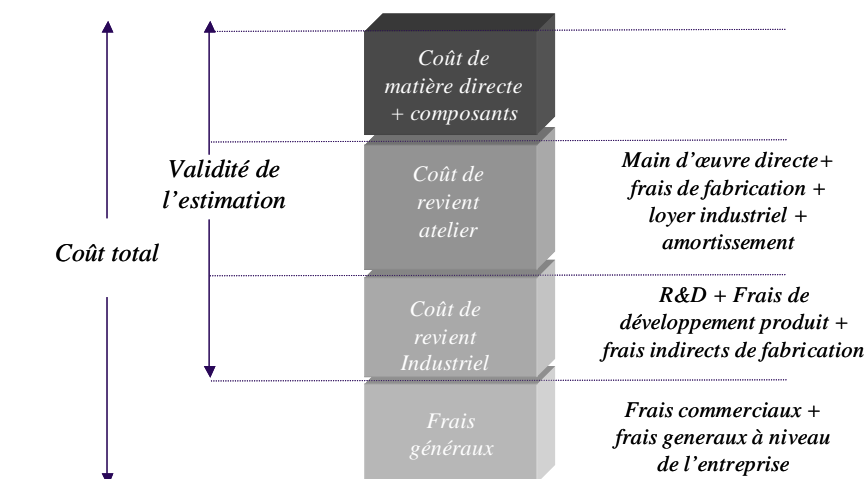 Coût de
matière directe
+ composants
Validité de
l'estimation
Coût total
Coût de
revient
atelier
Main d'œuvre directe+
frais de fabrication +
loyer industriel +
amortissement
Coût de
revient
Industriel
R&D + Frais de
développement produit +
frais indirects de fabrication
Frais
généraux
Frais commerciaux +
frais generaux à niveau
de l'entreprise